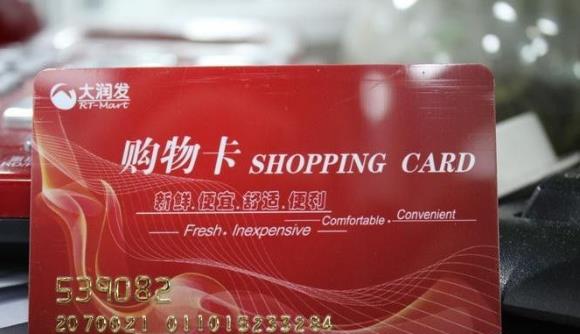 大润发
RT-Mart
购物卡 SHOPPING CARD
新鲜.便宜.舒适.便利
Fresh. Inexpensive Comfortable. Convenient
539082
2070021 011015233284